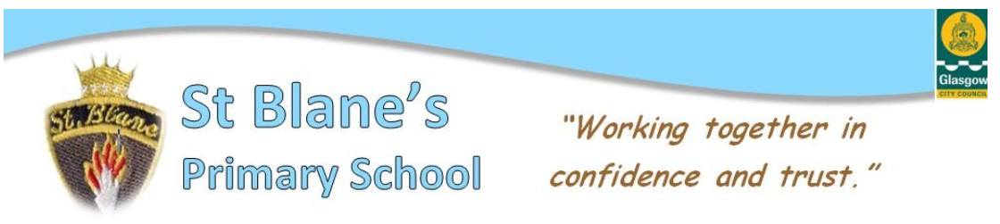 St. Blane
St Blane's
Primary School
"Working together in
confidence and trust."
Glasgow
CITY COUNCIL